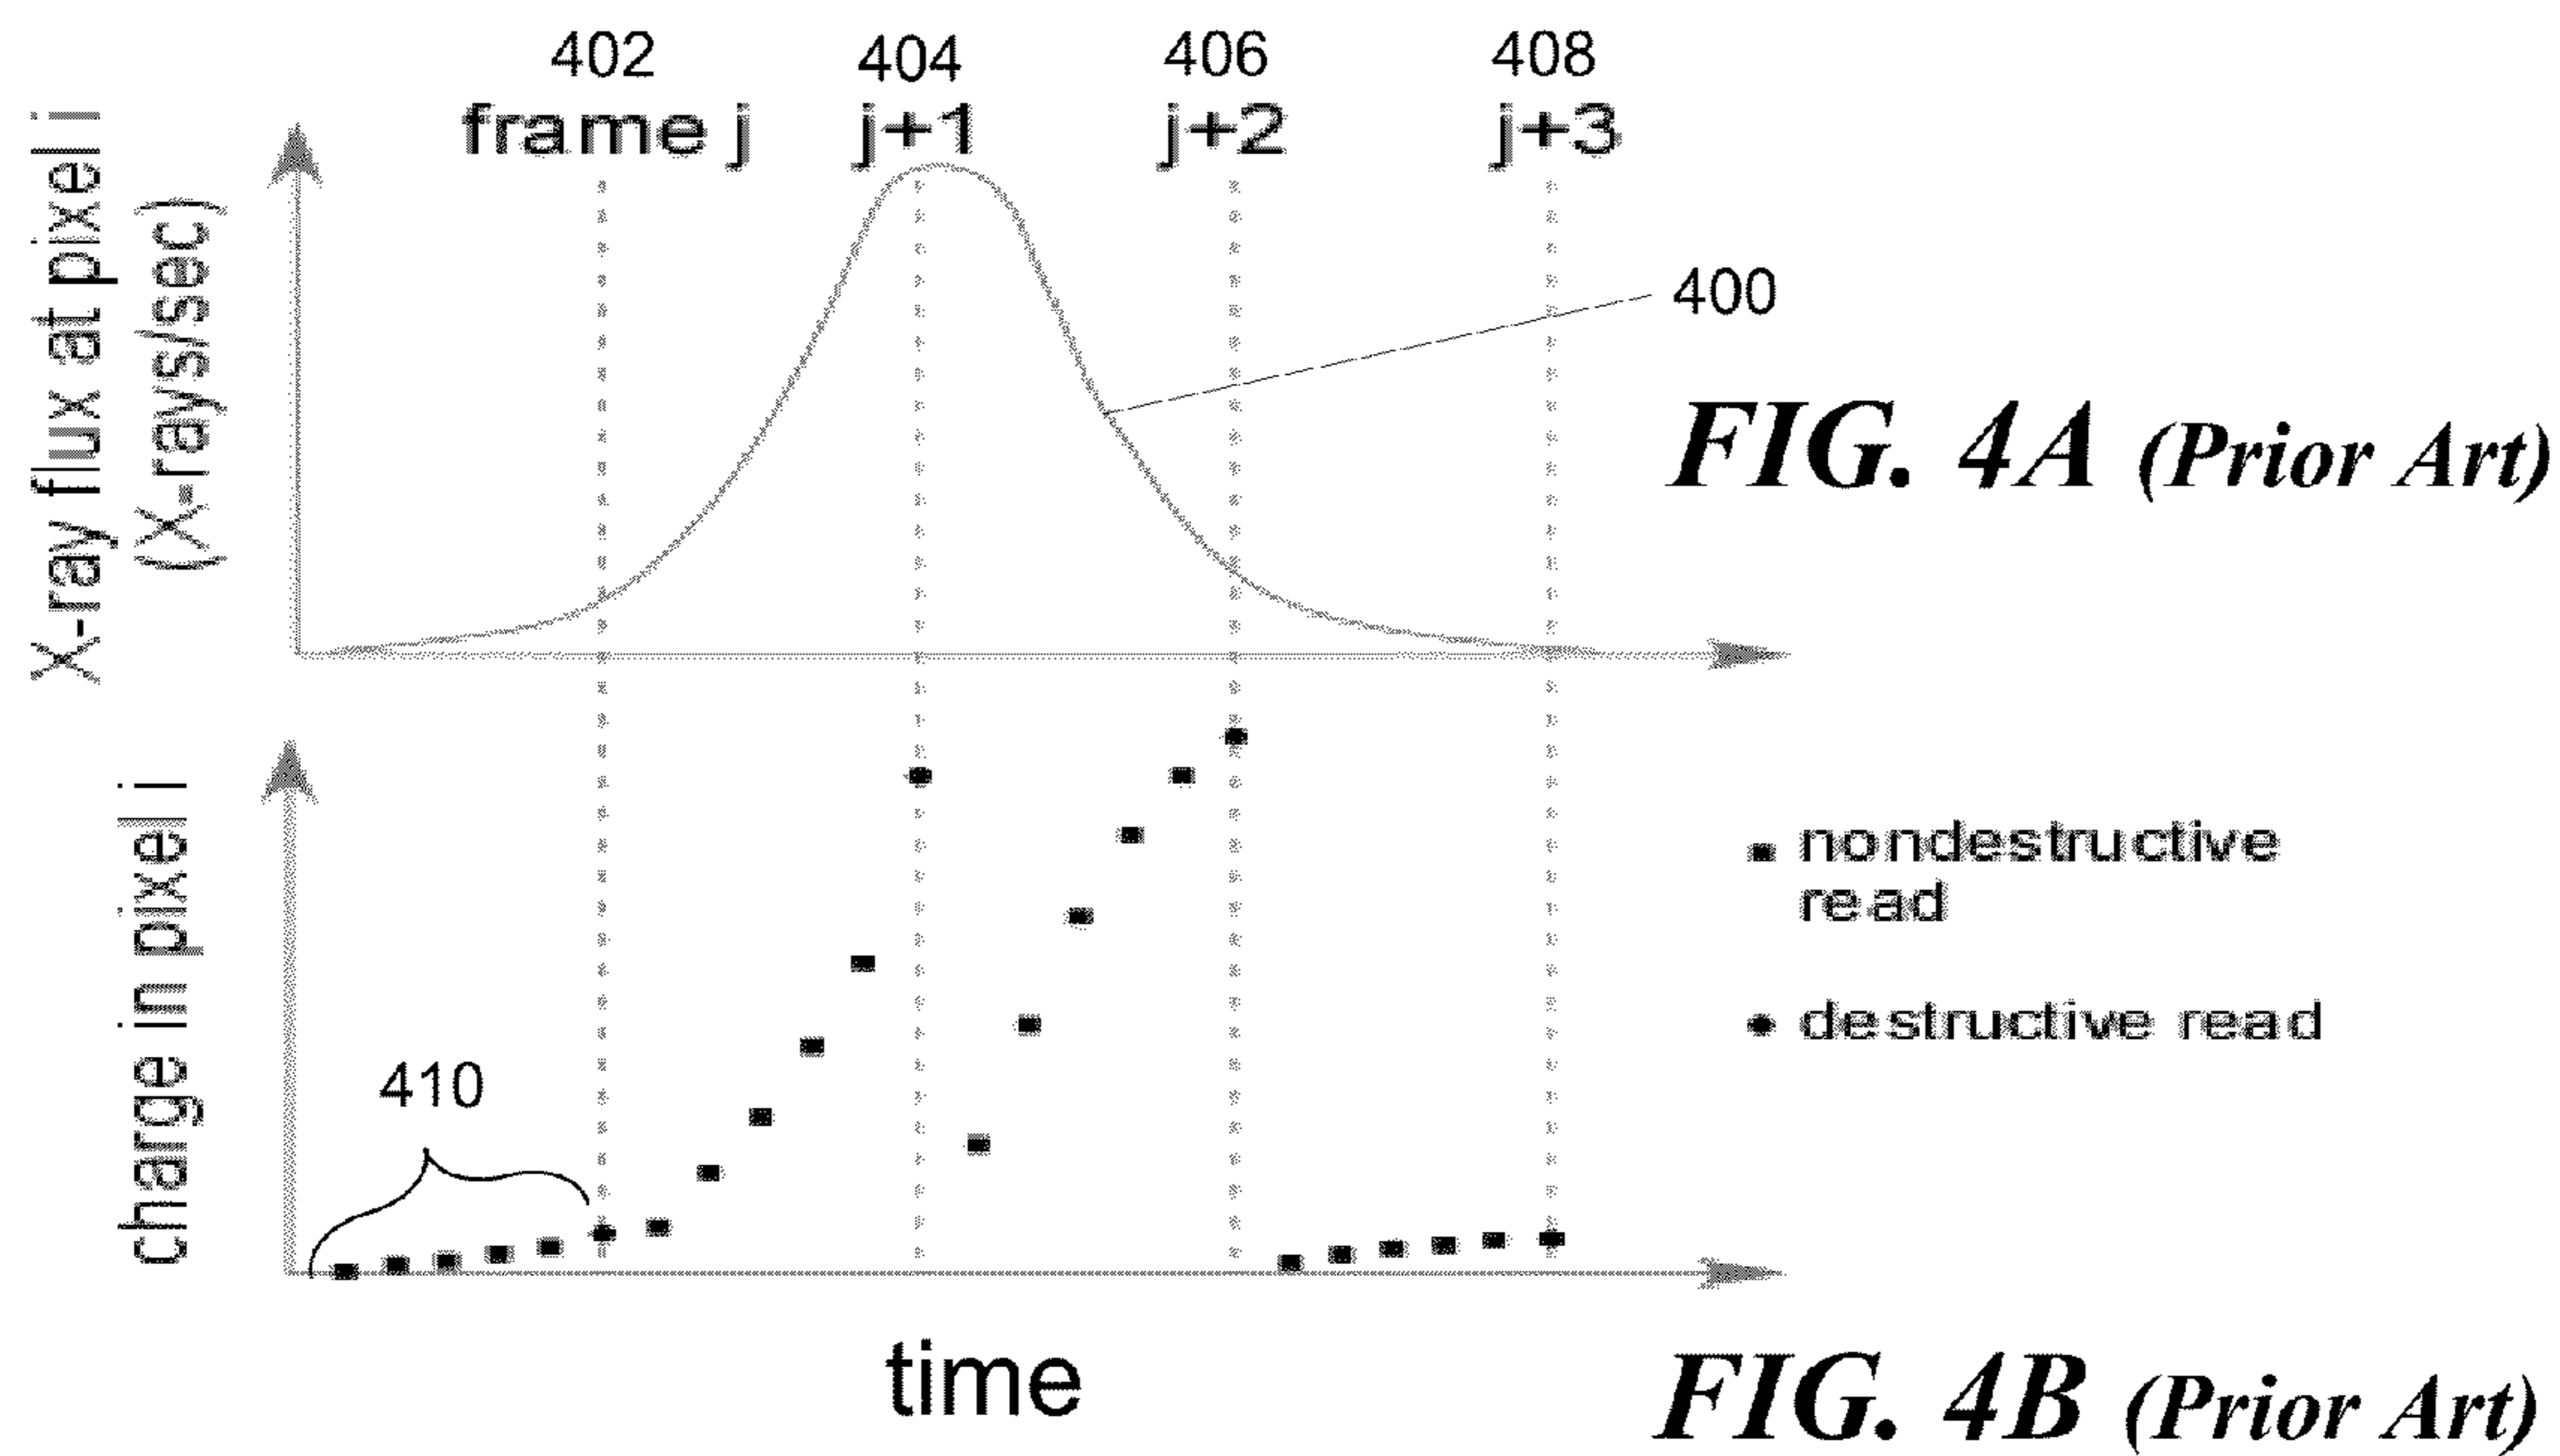 402 404 406 408
frame j j+1 j+2 j+3
X-ray flux at pixel i
(X-rays/sec)
400
FIG. 4A (Prior Art)
charge in pixel i
410
nondestructive
read
destructive read
time
FIG. 4B (Prior Art)